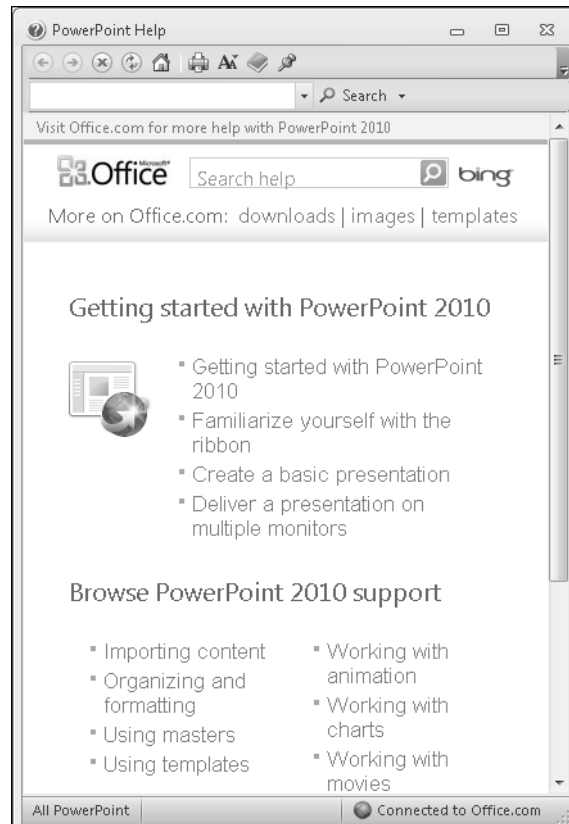 PowerPoint Help
Search
Visit Office.com for more help with PowerPoint 2010
Microsoft®
Office Search help bing
More on Office.com: downloads | images | templates
Getting started with PowerPoint 2010
Getting started with PowerPoint
2010
Familiarize yourself with the
ribbon
Create a basic presentation
Deliver a presentation on
multiple monitors
Browse PowerPoint 2010 support
Importing content
Organizing and
formatting
Using masters
Using templates
Working with
animation
Working with
charts
Working with
movies
All PowerPoint Connected to Office.com